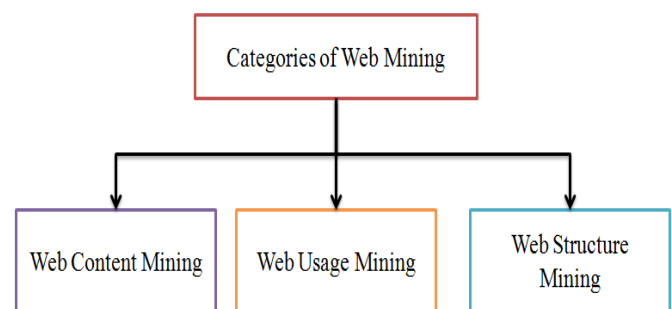 Categories of Web Mining
Web Content Mining
Web Usage Mining
Web Structure
Mining